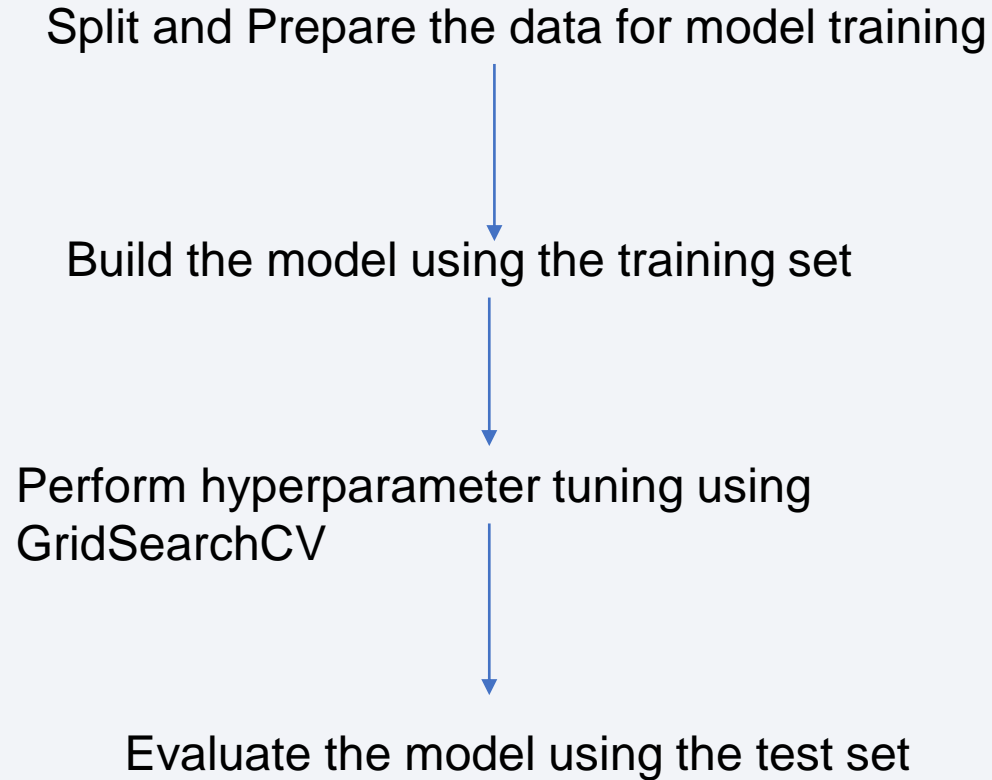 Split and Prepare the data for model training
Build the model using the training set
Perform hyperparameter tuning using
GridSearchCV
Evaluate the model using the test set